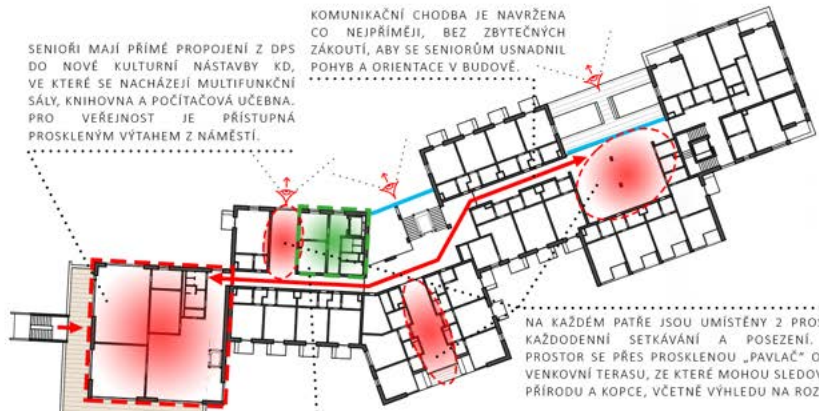 KOMUNIKAČNÍ CHODBA JE NAVRŽENA
CO NEJPŘÍMĚJI, BEZ ZBYTEČNÝCH
ZÁKOUTÍ, ABY SE SENIORŮM USNADNIL
POHYB A ORIENTACE V BUDOVĚ.
SENIOŘI MAJÍ PŘÍMÉ PROPOJENÍ Z DPS
DO NOVÉ KULTURNÍ NÁSTAVBY KD,
VE KTERÉ SE NACHÁZEJÍ MULTIFUNKČNÍ
SÁLY, KNIHOVNA A POČÍTAČOVÁ UČEBNA.
PRO VEŘEJNOST JE PŘÍSTUPNÁ
PROSKLENÝM VÝTAHEM Z NÁMĚSTÍ.
NA KAŽDÉM PATŘE JSOU UMÍSTĚNY 2
KAŽDODENNÍ SETKÁVÁNÍ A POSEZENÍ.
PROSTOR SE PŘES PROSKLENOU „PAVLAČ"
VENKOVNÍ TERASU, ZE KTERÉ MOHOU
PŘÍRODU A KOPCE, VČETNĚ VÝHLEDU NA